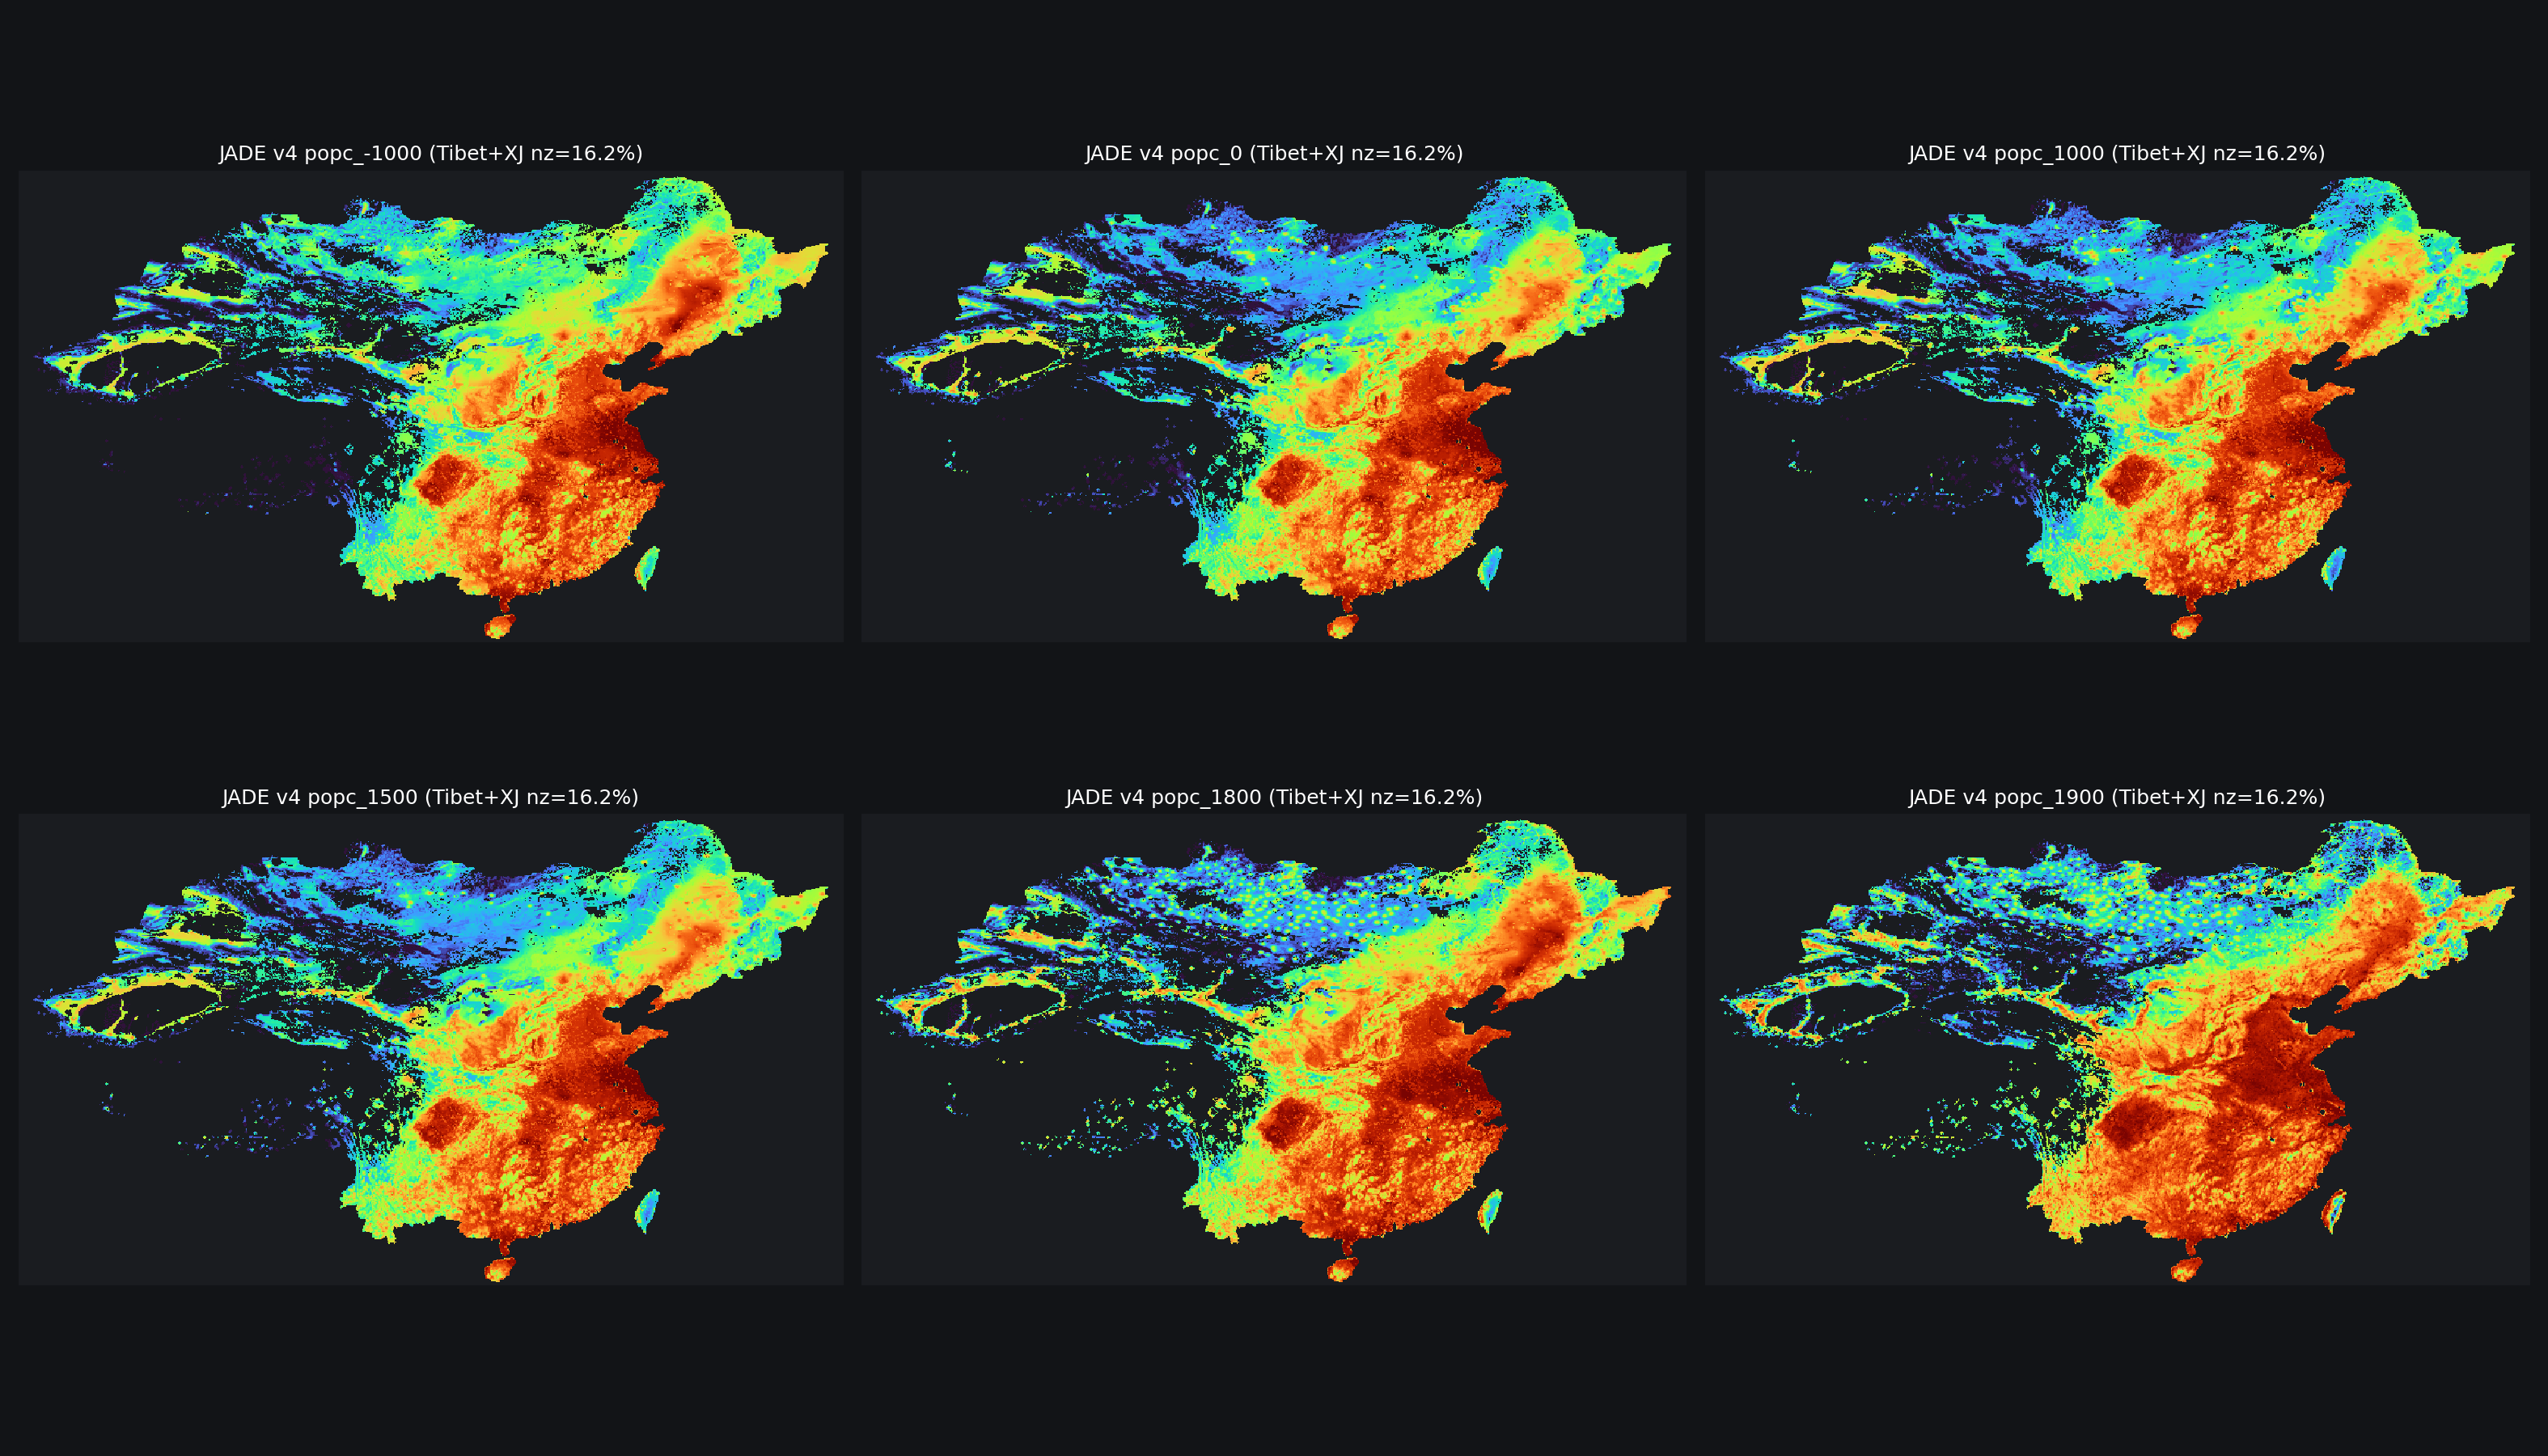 JADE v4 popc_-1000 (Tibet+XJ nz=16.2%)
JADE v4 popc_0 (Tibet+XJ nz=16.2%)
JADE v4 popc_1000 (Tibet+XJ nz=16.2%)
JADE v4 popc_1500 (Tibet+XJ nz=16.2%)
JADE v4 popc_1800 (Tibet+XJ nz=16.2%)
JADE v4 popc_1900 (Tibet+XJ nz=16.2%)